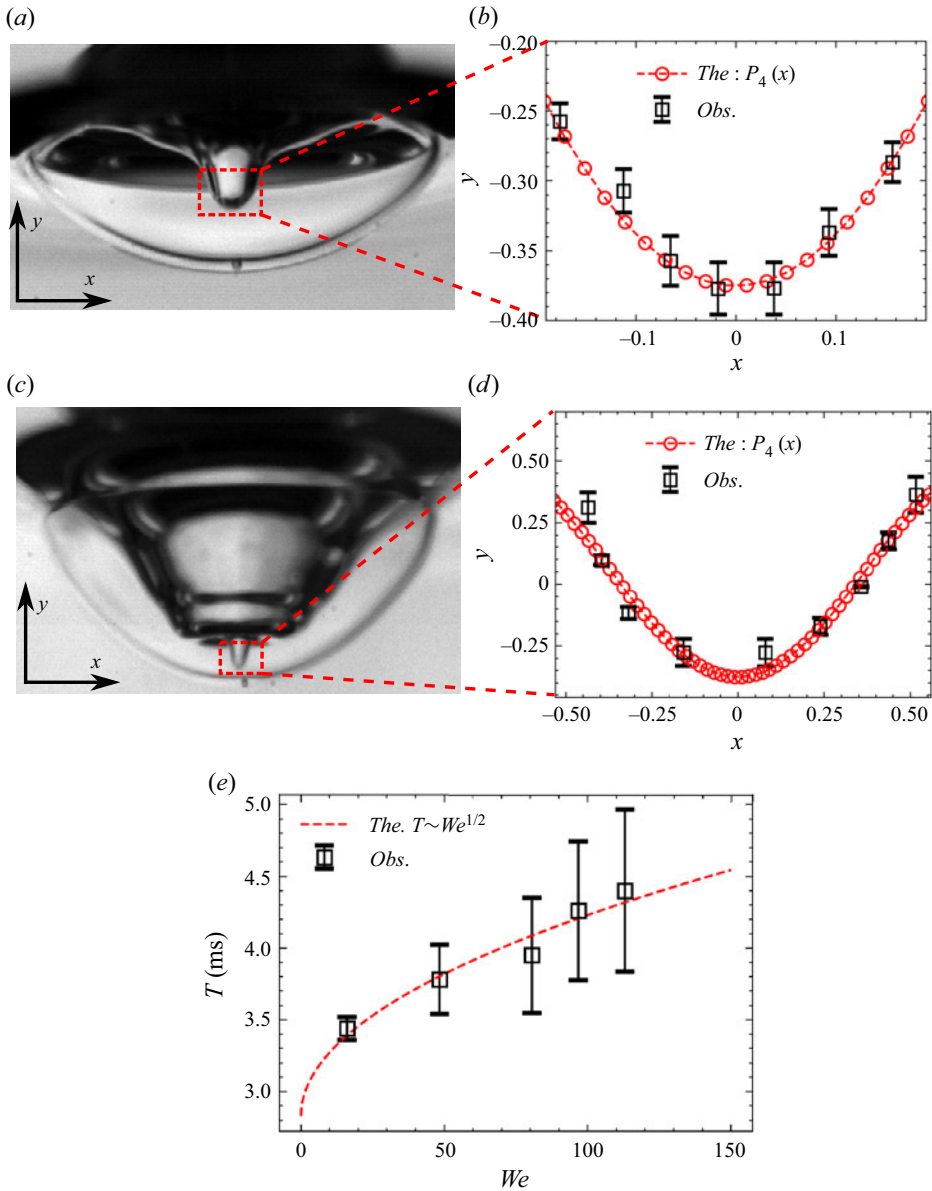 (a)
(b)
y
x
−0.20
−0.25
−0.30
−0.35
−0.40
y
The : P₄ (x)
Obs.
−0.1
0
0.1
x
(c)
(d)
y
x
0.50
0.25
0
−0.25
y
The : P₄ (x)
Obs.
−0.50
−0.25
0
0.25
0.50
x
(e)
5.0
4.5
4.0
3.5
3.0
T (ms)
The. T~We^{1/2}
Obs.
0
50
100
150
We